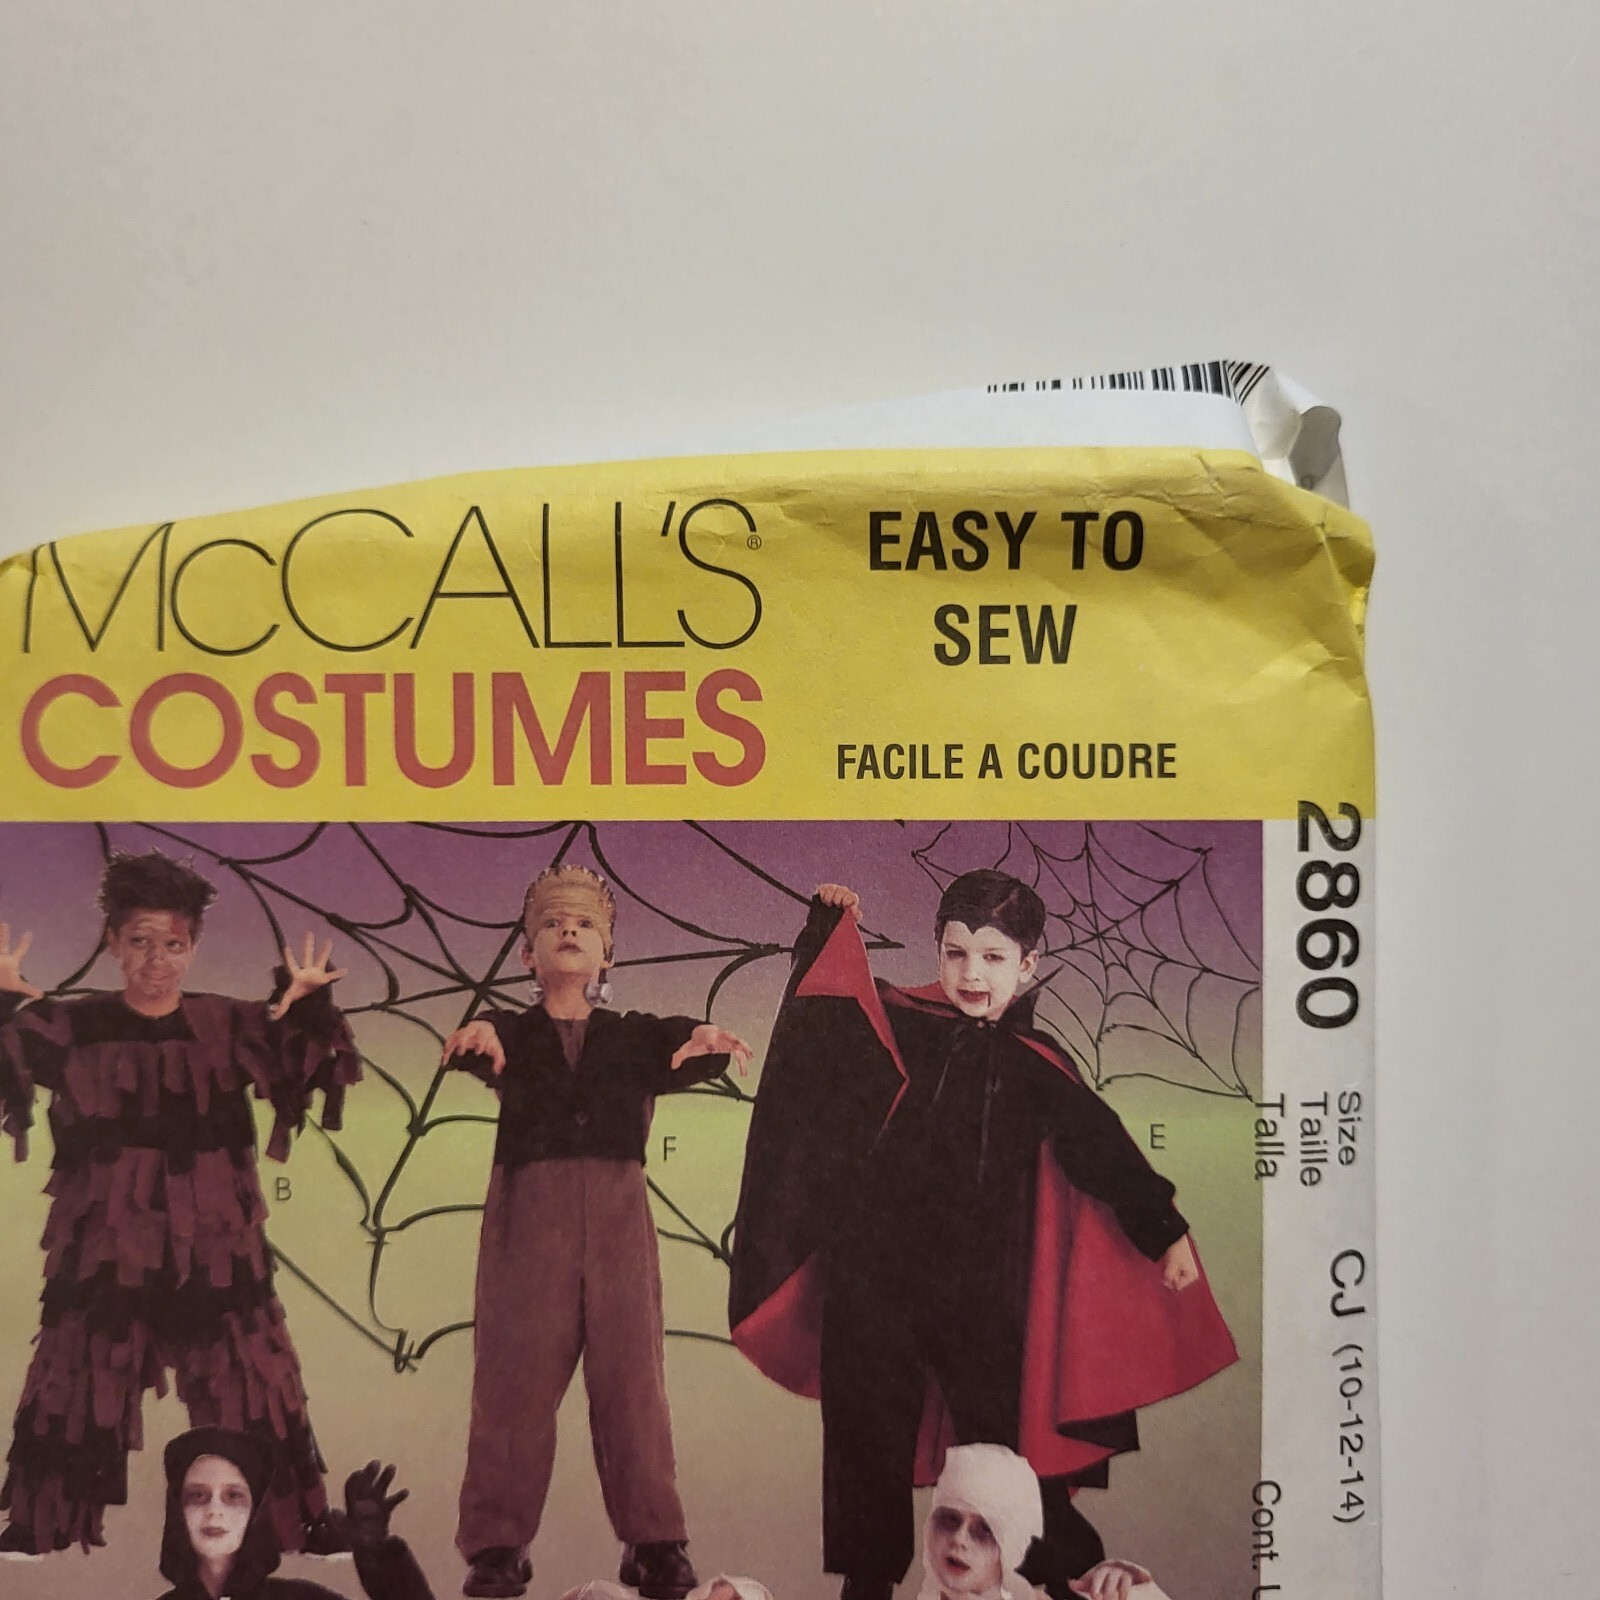 McCALL'S®
COSTUMES
EASY TO
SEW
FACILE A COUDRE
2860
Size
Taille
Talla
CJ (10-12-14)
Cont.
B
F
E